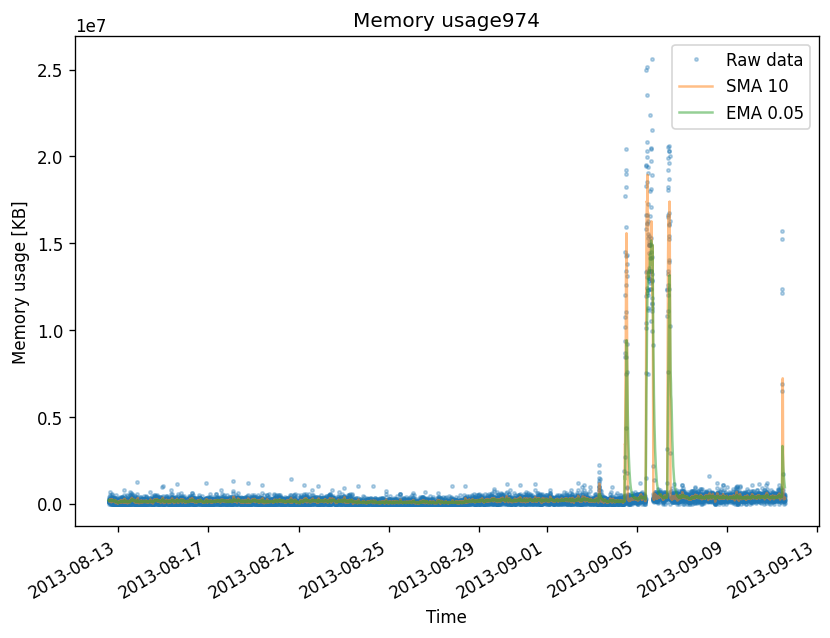 Memory usage974
1e7
Raw data
SMA 10
EMA 0.05
2.5
2.0
1.5
1.0
0.5
0.0
Memory usage [KB]
2013-08-13
2013-08-17
2013-08-21
2013-08-25
2013-08-29
2013-09-01
2013-09-05
2013-09-09
2013-09-13
Time